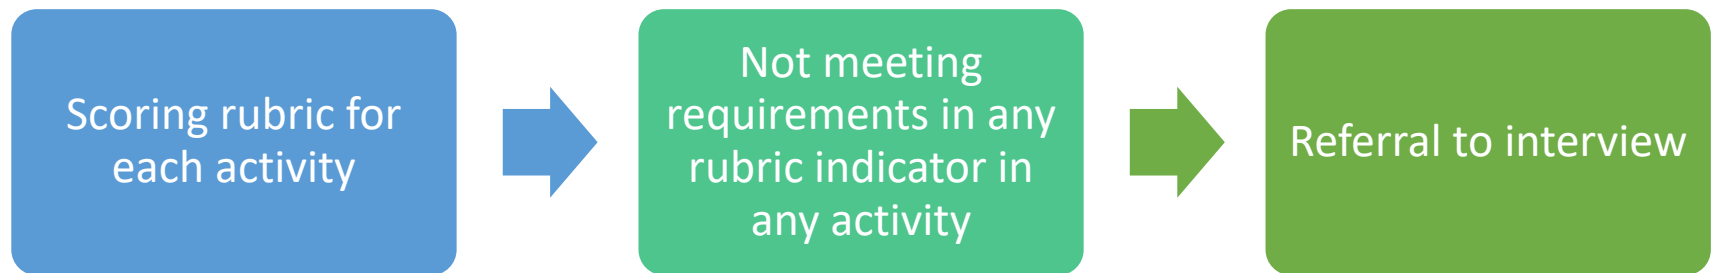 Scoring rubric for
each activity
Not meeting
requirements in any
rubric indicator in
any activity
Referral to interview